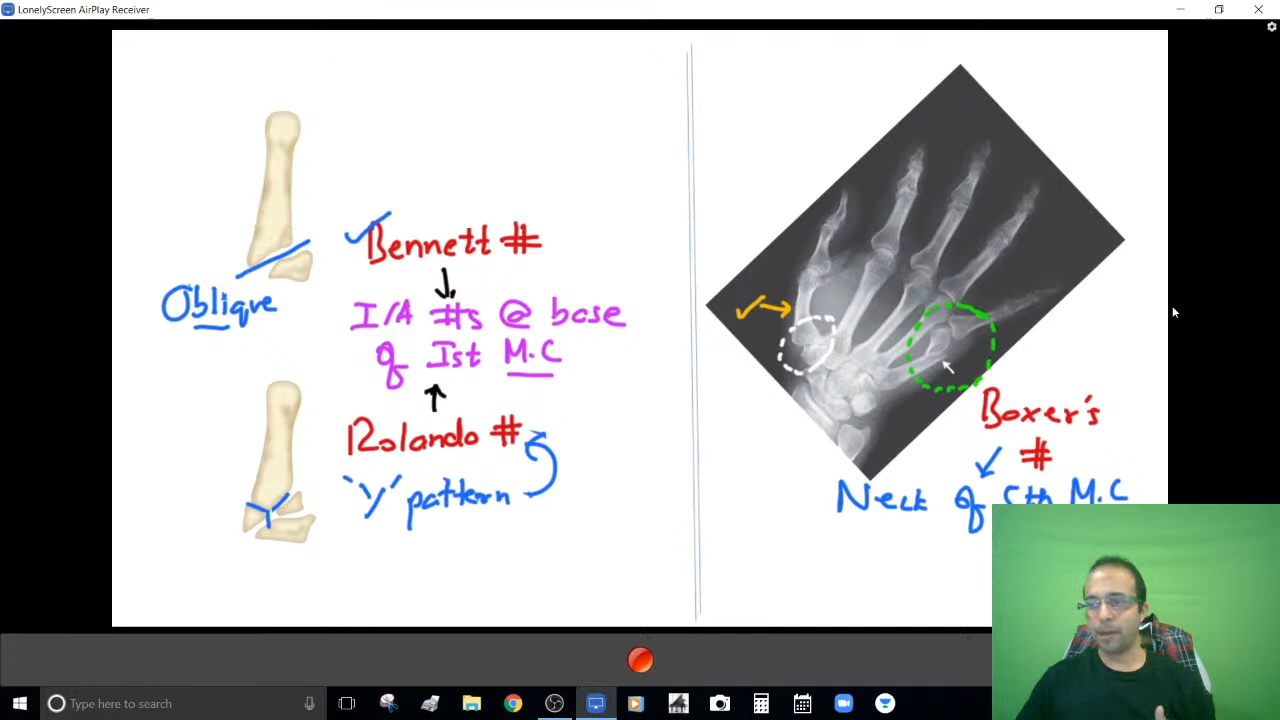 LonelyScreen AirPlay Receiver
Oblique
Bennett #
I/A #s @ base
of Ist M.C
Rolando #
'Y' pattern
Boxer's
#
Neck of 5th M.C
Type here to search